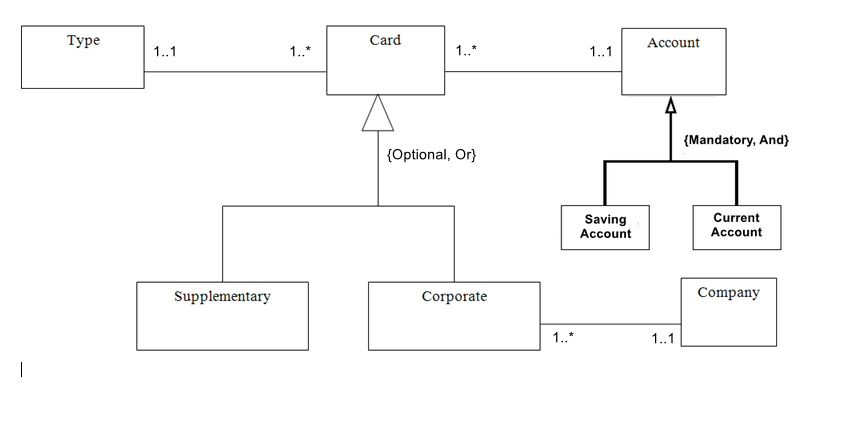 Type
1..1
1..*
Card
1..*
1..1
Account
{Optional, Or}
{Mandatory, And}
Saving
Account
Current
Account
Supplementary
Corporate
1..*
1..1
Company